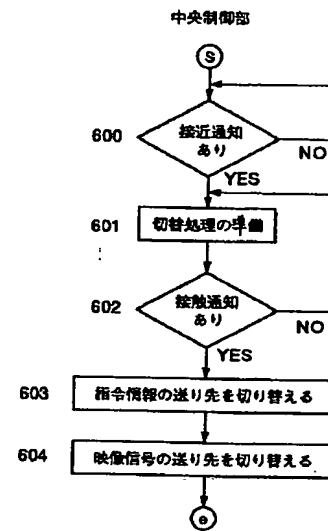 中央制御部
S
600
接近通知
あり
NO
YES
601
切替処理の準備
602
接触通知
あり
NO
YES
603
指令情報の送り先を切り替える
604
映像信号の送り先を切り替える
e